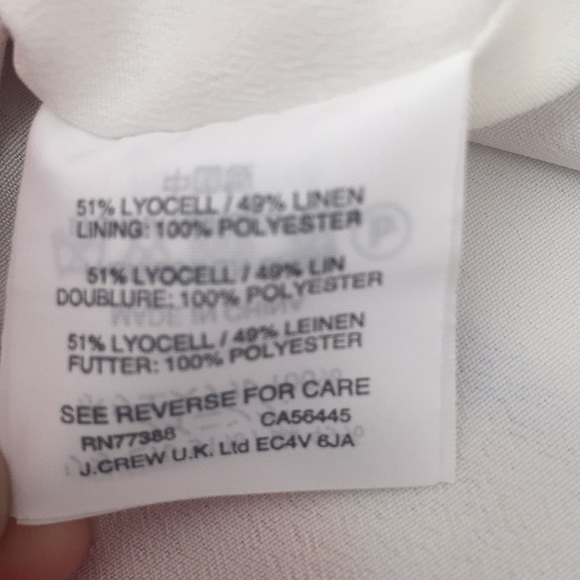 51% LYOCELL / 49% LINEN
LINING: 100% POLYESTER
51% LYOCELL / 49% LIN
DOUBLURE: 100% POLYESTER
51% LYOCELL / 49% LEINEN
FUTTER: 100% POLYESTER
SEE REVERSE FOR CARE
RN77388 CA56445
J.CREW U.K. Ltd EC4V 6JA